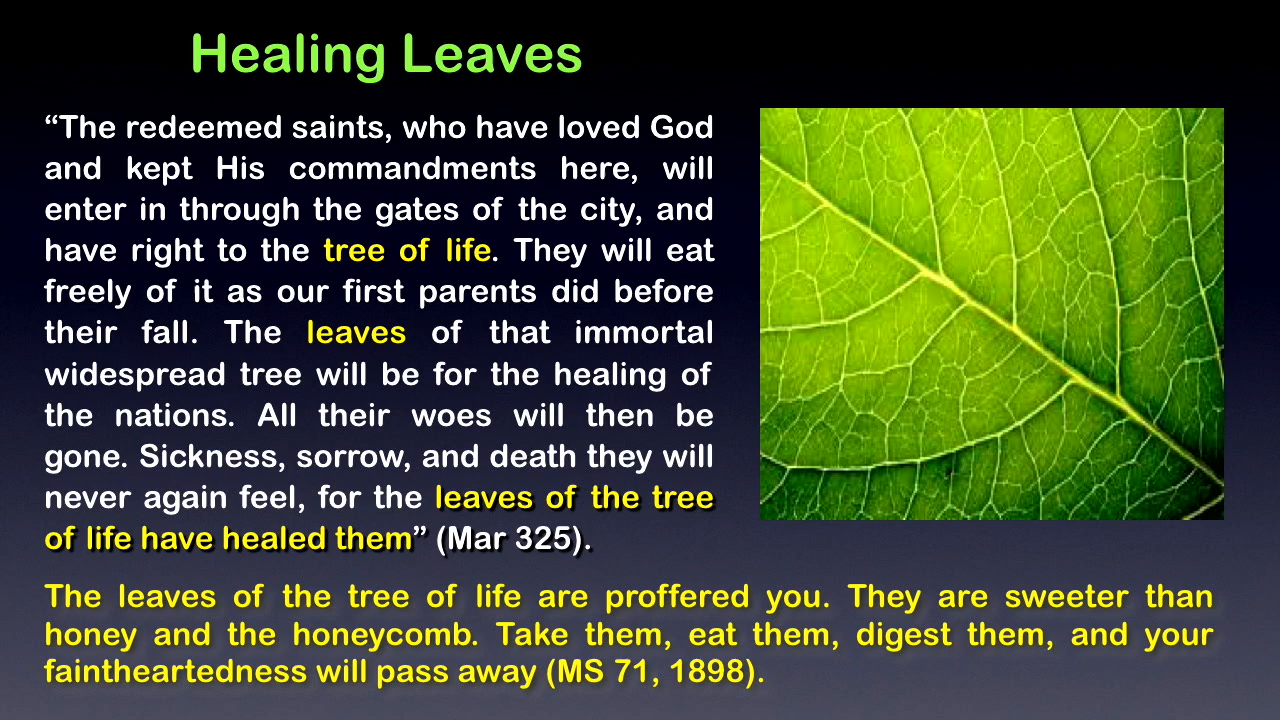 Healing Leaves
“The redeemed saints, who have loved God
and kept His commandments here, will
enter in through the gates of the city, and
have right to the tree of life. They will eat
freely of it as our first parents did before
their fall. The leaves of that immortal
widespread tree will be for the healing of
the nations. All their woes will then be
gone. Sickness, sorrow, and death they will
never again feel, for the leaves of the tree
of life have healed them” (Mar 325).
The leaves of the tree of life are proffered you. They are sweeter than
honey and the honeycomb. Take them, eat them, digest them, and your
faintheartedness will pass away (MS 71, 1898).